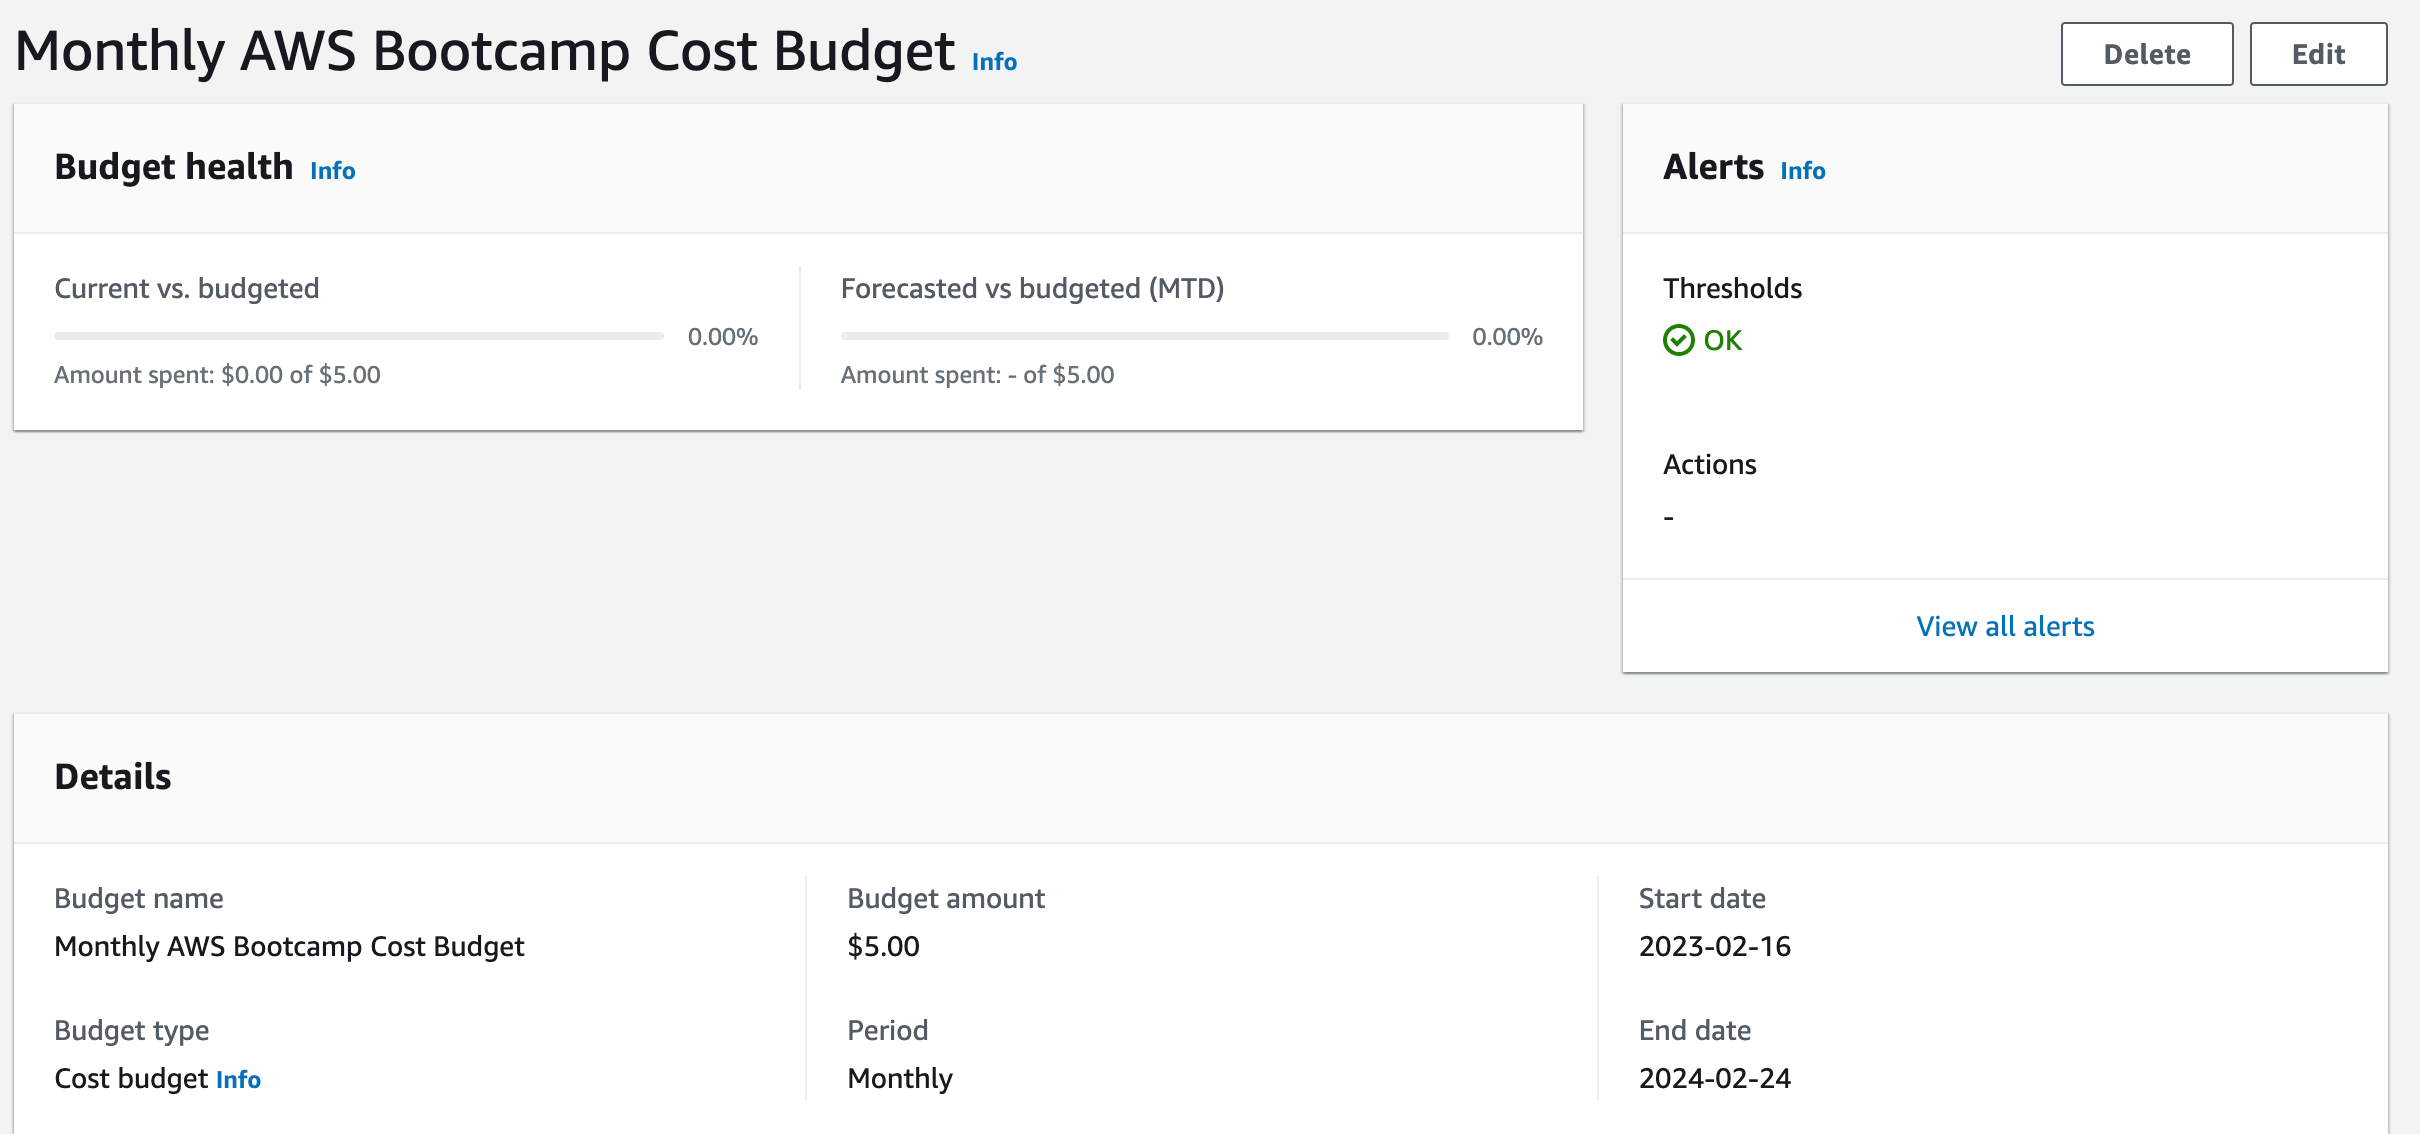 Monthly AWS Bootcamp Cost Budget Info
Delete
Edit
Budget health Info
Current vs. budgeted
0.00%
Amount spent: $0.00 of $5.00
Forecasted vs budgeted (MTD)
0.00%
Amount spent: - of $5.00
Alerts Info
Thresholds
OK
Actions
-
View all alerts
Details
Budget name
Monthly AWS Bootcamp Cost Budget
Budget type
Cost budget Info
Budget amount
$5.00
Period
Monthly
Start date
2023-02-16
End date
2024-02-24